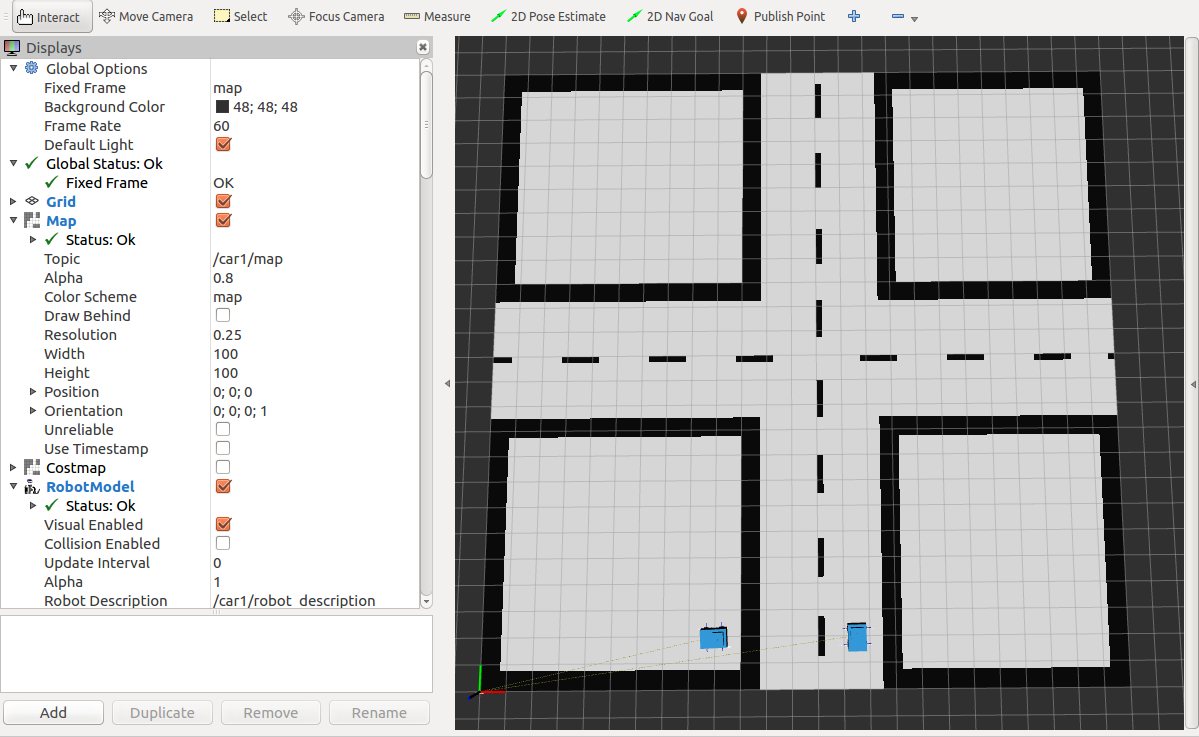 Interact Move Camera Select Focus Camera Measure 2D Pose Estimate 2D Nav Goal Publish Point
Displays
Global Options
Fixed Frame map
Background Color 48; 48; 48
Frame Rate 60
Default Light
Global Status: Ok
Fixed Frame OK
Grid
Map
Status: Ok
Topic /car1/map
Alpha 0.8
Color Scheme map
Draw Behind
Resolution 0.25
Width 100
Height 100
Position 0; 0; 0
Orientation 0; 0; 0; 1
Unreliable
Use Timestamp
Costmap
RobotModel
Status: Ok
Visual Enabled
Collision Enabled
Update Interval 0
Alpha 1
Robot Description /car1/robot_description
Add Duplicate Remove Rename